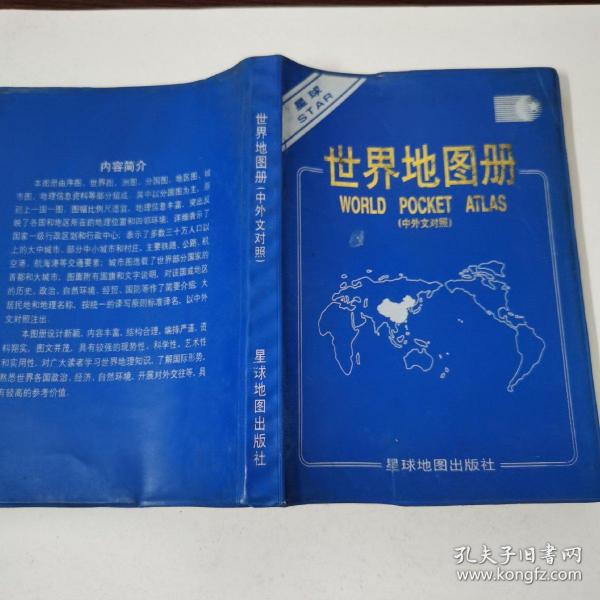 内容简介
本图册由序图、世界图、洲图、分国图、地区图、城
市图、地理信息资料等部分组成，其中以分国图为主，原
则上一国一图，图幅比例尺适宜，地理信息丰富，突出反
映了各国和地区所在的地理位置和四邻环境；详细表示了
国家一级行政区划和行政中心；表示了多数三十万人口以
上的大中城市、部分中小城市和村庄，主要铁路、公路、航
空港、航海港等交通要素；城市图选载了世界部分国家的
首都和大城市；图面附有国旗和文字说明，对该国或地区
的历史、政治、自然环境、经贸、国防等作了简要介绍；大
居民地和地理名称，按统一的译写原则标准译名，以中外
文对照注出。
本图册设计新颖，内容丰富，结构合理，编排严谨，资
料翔实，图文并茂，具有较强的现势性、科学性、艺术性
和实用性，对广大读者学习世界地理知识，了解国际形势，
熟悉世界各国政治、经济、自然环境，开展对外交往等，具
有较高的参考价值。
世界地图册(中外文对照)
星球地图出版社
星球
STAR
世界地图册
WORLD POCKET ATLAS
(中外文对照)
星球地图出版社
孔夫子旧书网
www.kongfz.com